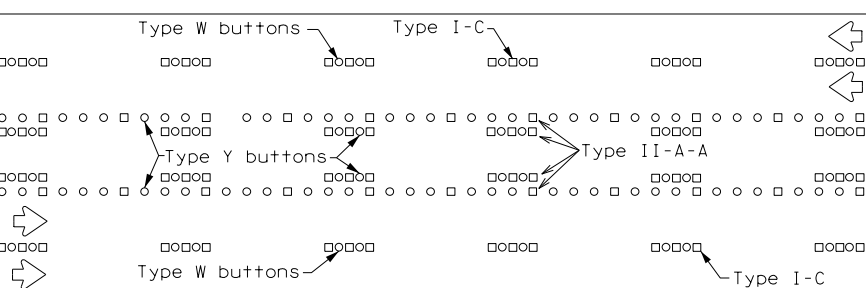 Type W buttons
Type I-C
Type Y buttons
Type II-A-A
Type W buttons
Type I-C